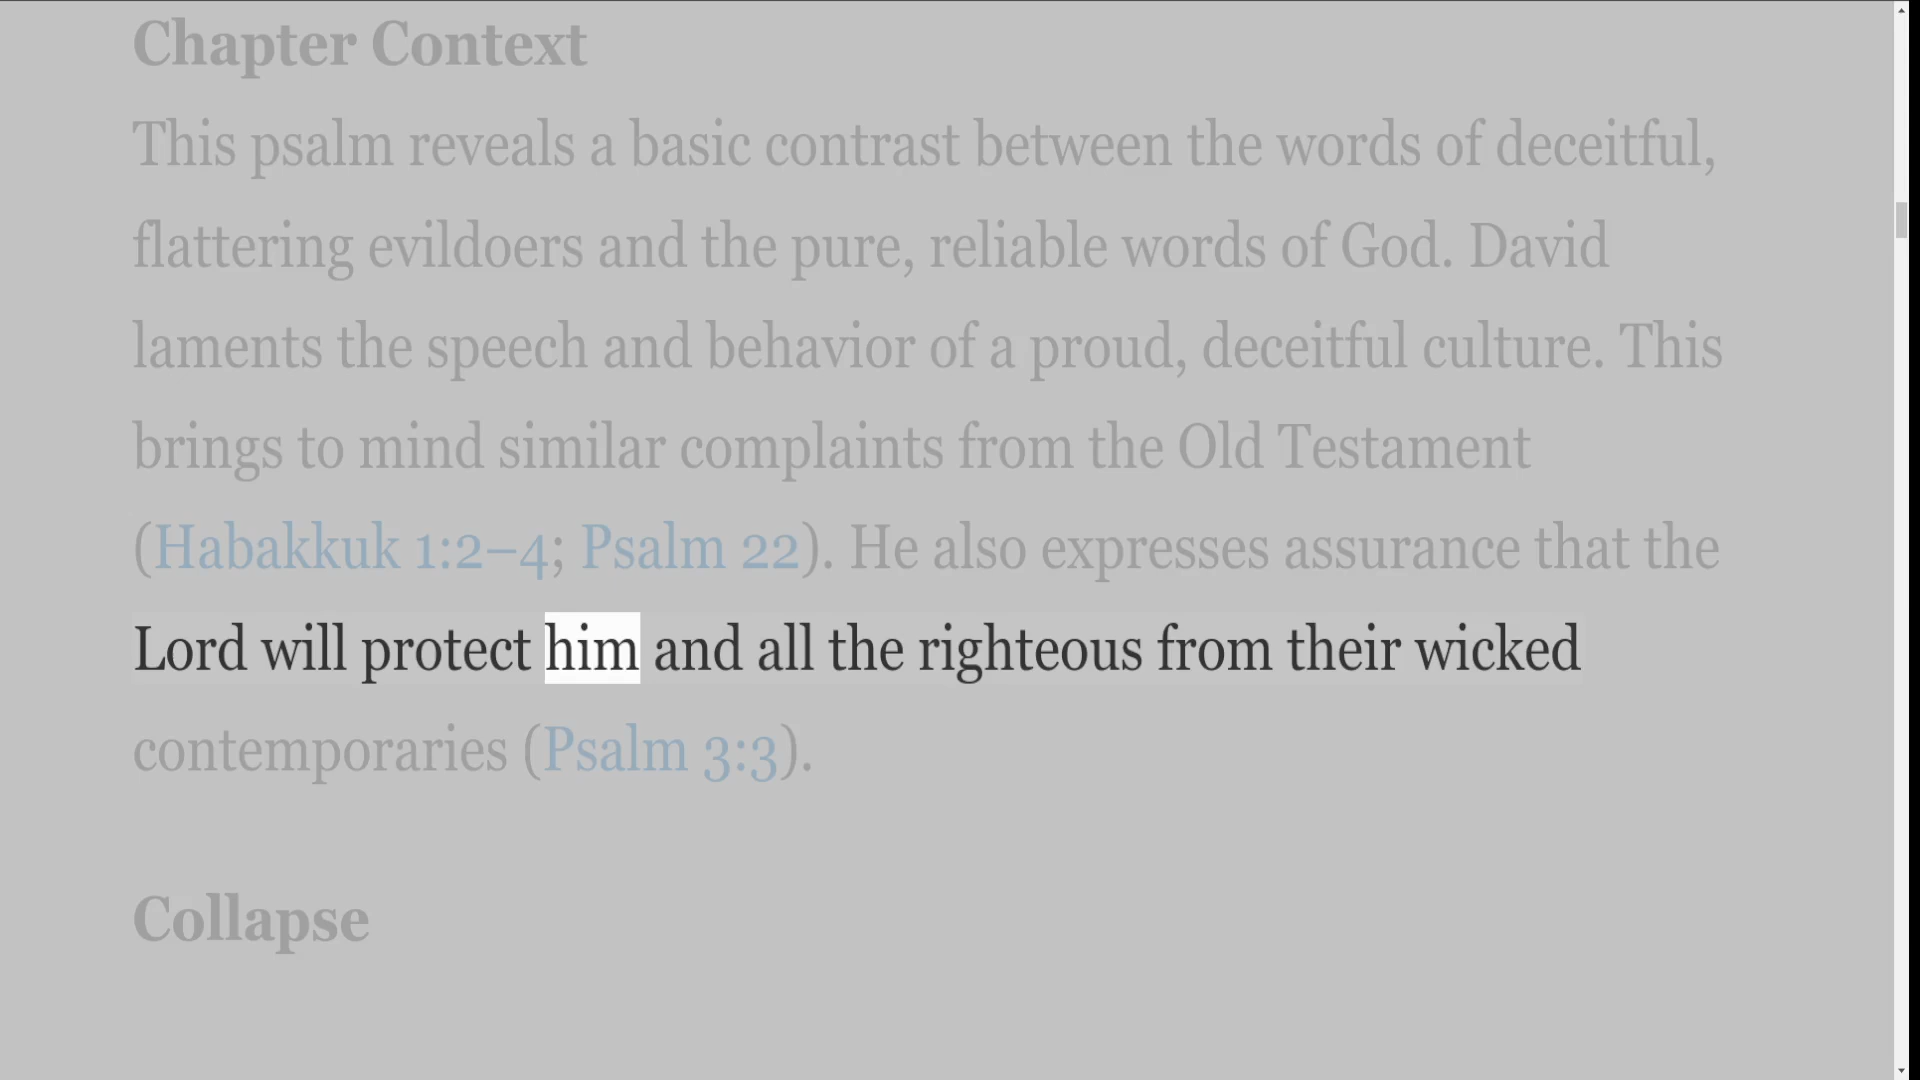 Chapter Context
This psalm reveals a basic contrast between the words of deceitful,
flattering evildoers and the pure, reliable words of God. David
laments the speech and behavior of a proud, deceitful culture. This
brings to mind similar complaints from the Old Testament
(Habakkuk 1:2–4; Psalm 22). He also expresses assurance that the
Lord will protect him and all the righteous from their wicked
contemporaries (Psalm 3:3).
Collapse